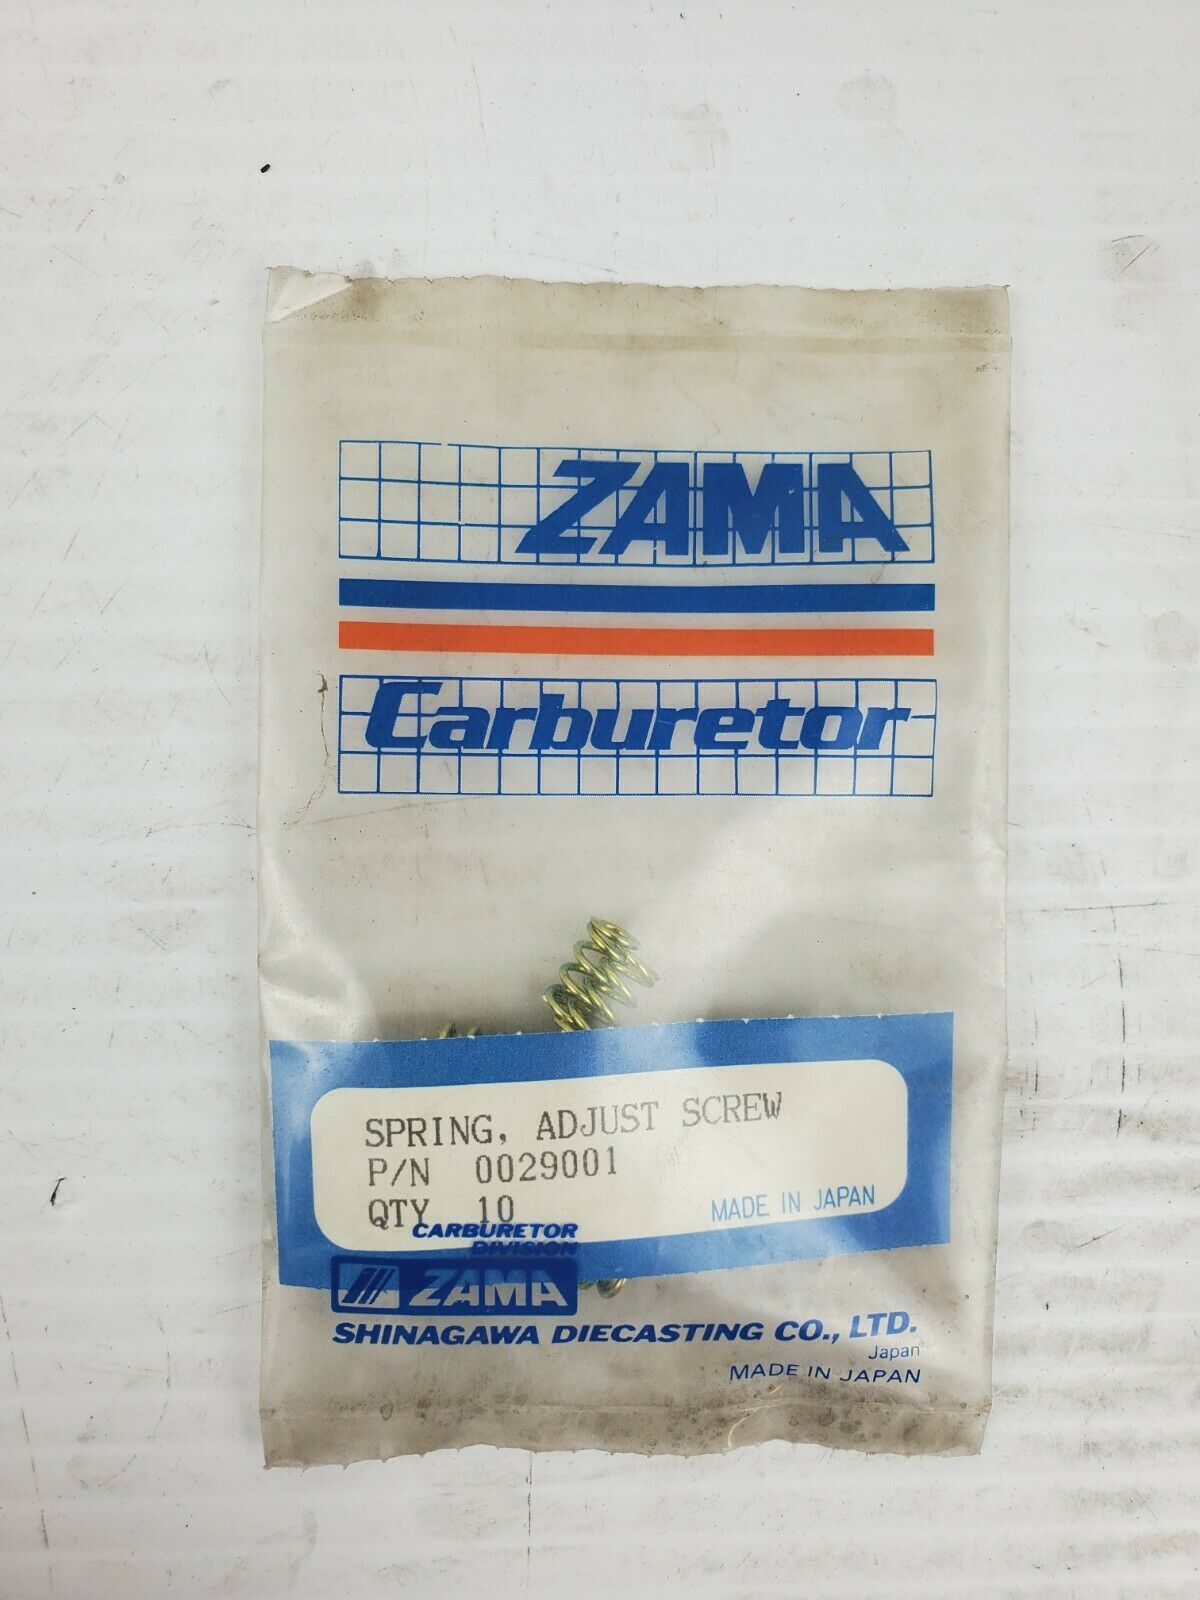 ZAMA
Carburetor
SPRING, ADJUST SCREW
P/N 0029001
QTY 10
MADE IN JAPAN
CARBURETOR
DIVISION
ZAMA
SHINAGAWA DIECASTING CO., LTD.
Japan
MADE IN JAPAN